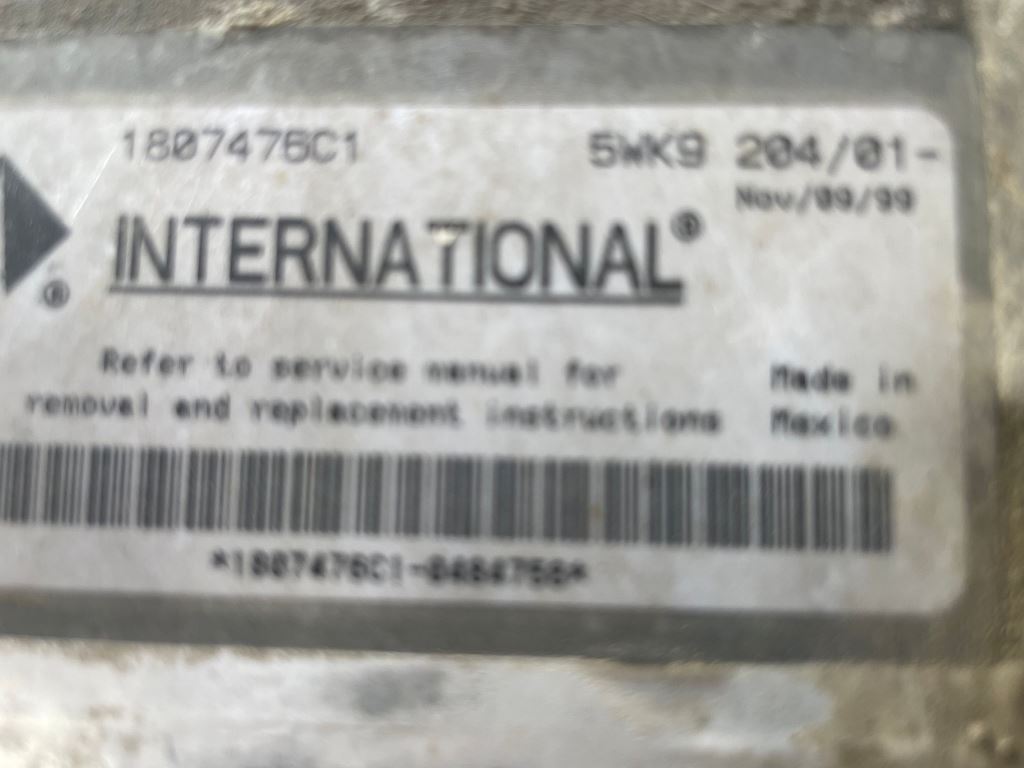 1807476C1
5WK9 204/01-
Nov/09/99
INTERNATIONAL®
®
Refer to service manual for
removal and replacement instructions
Made in
Mexico